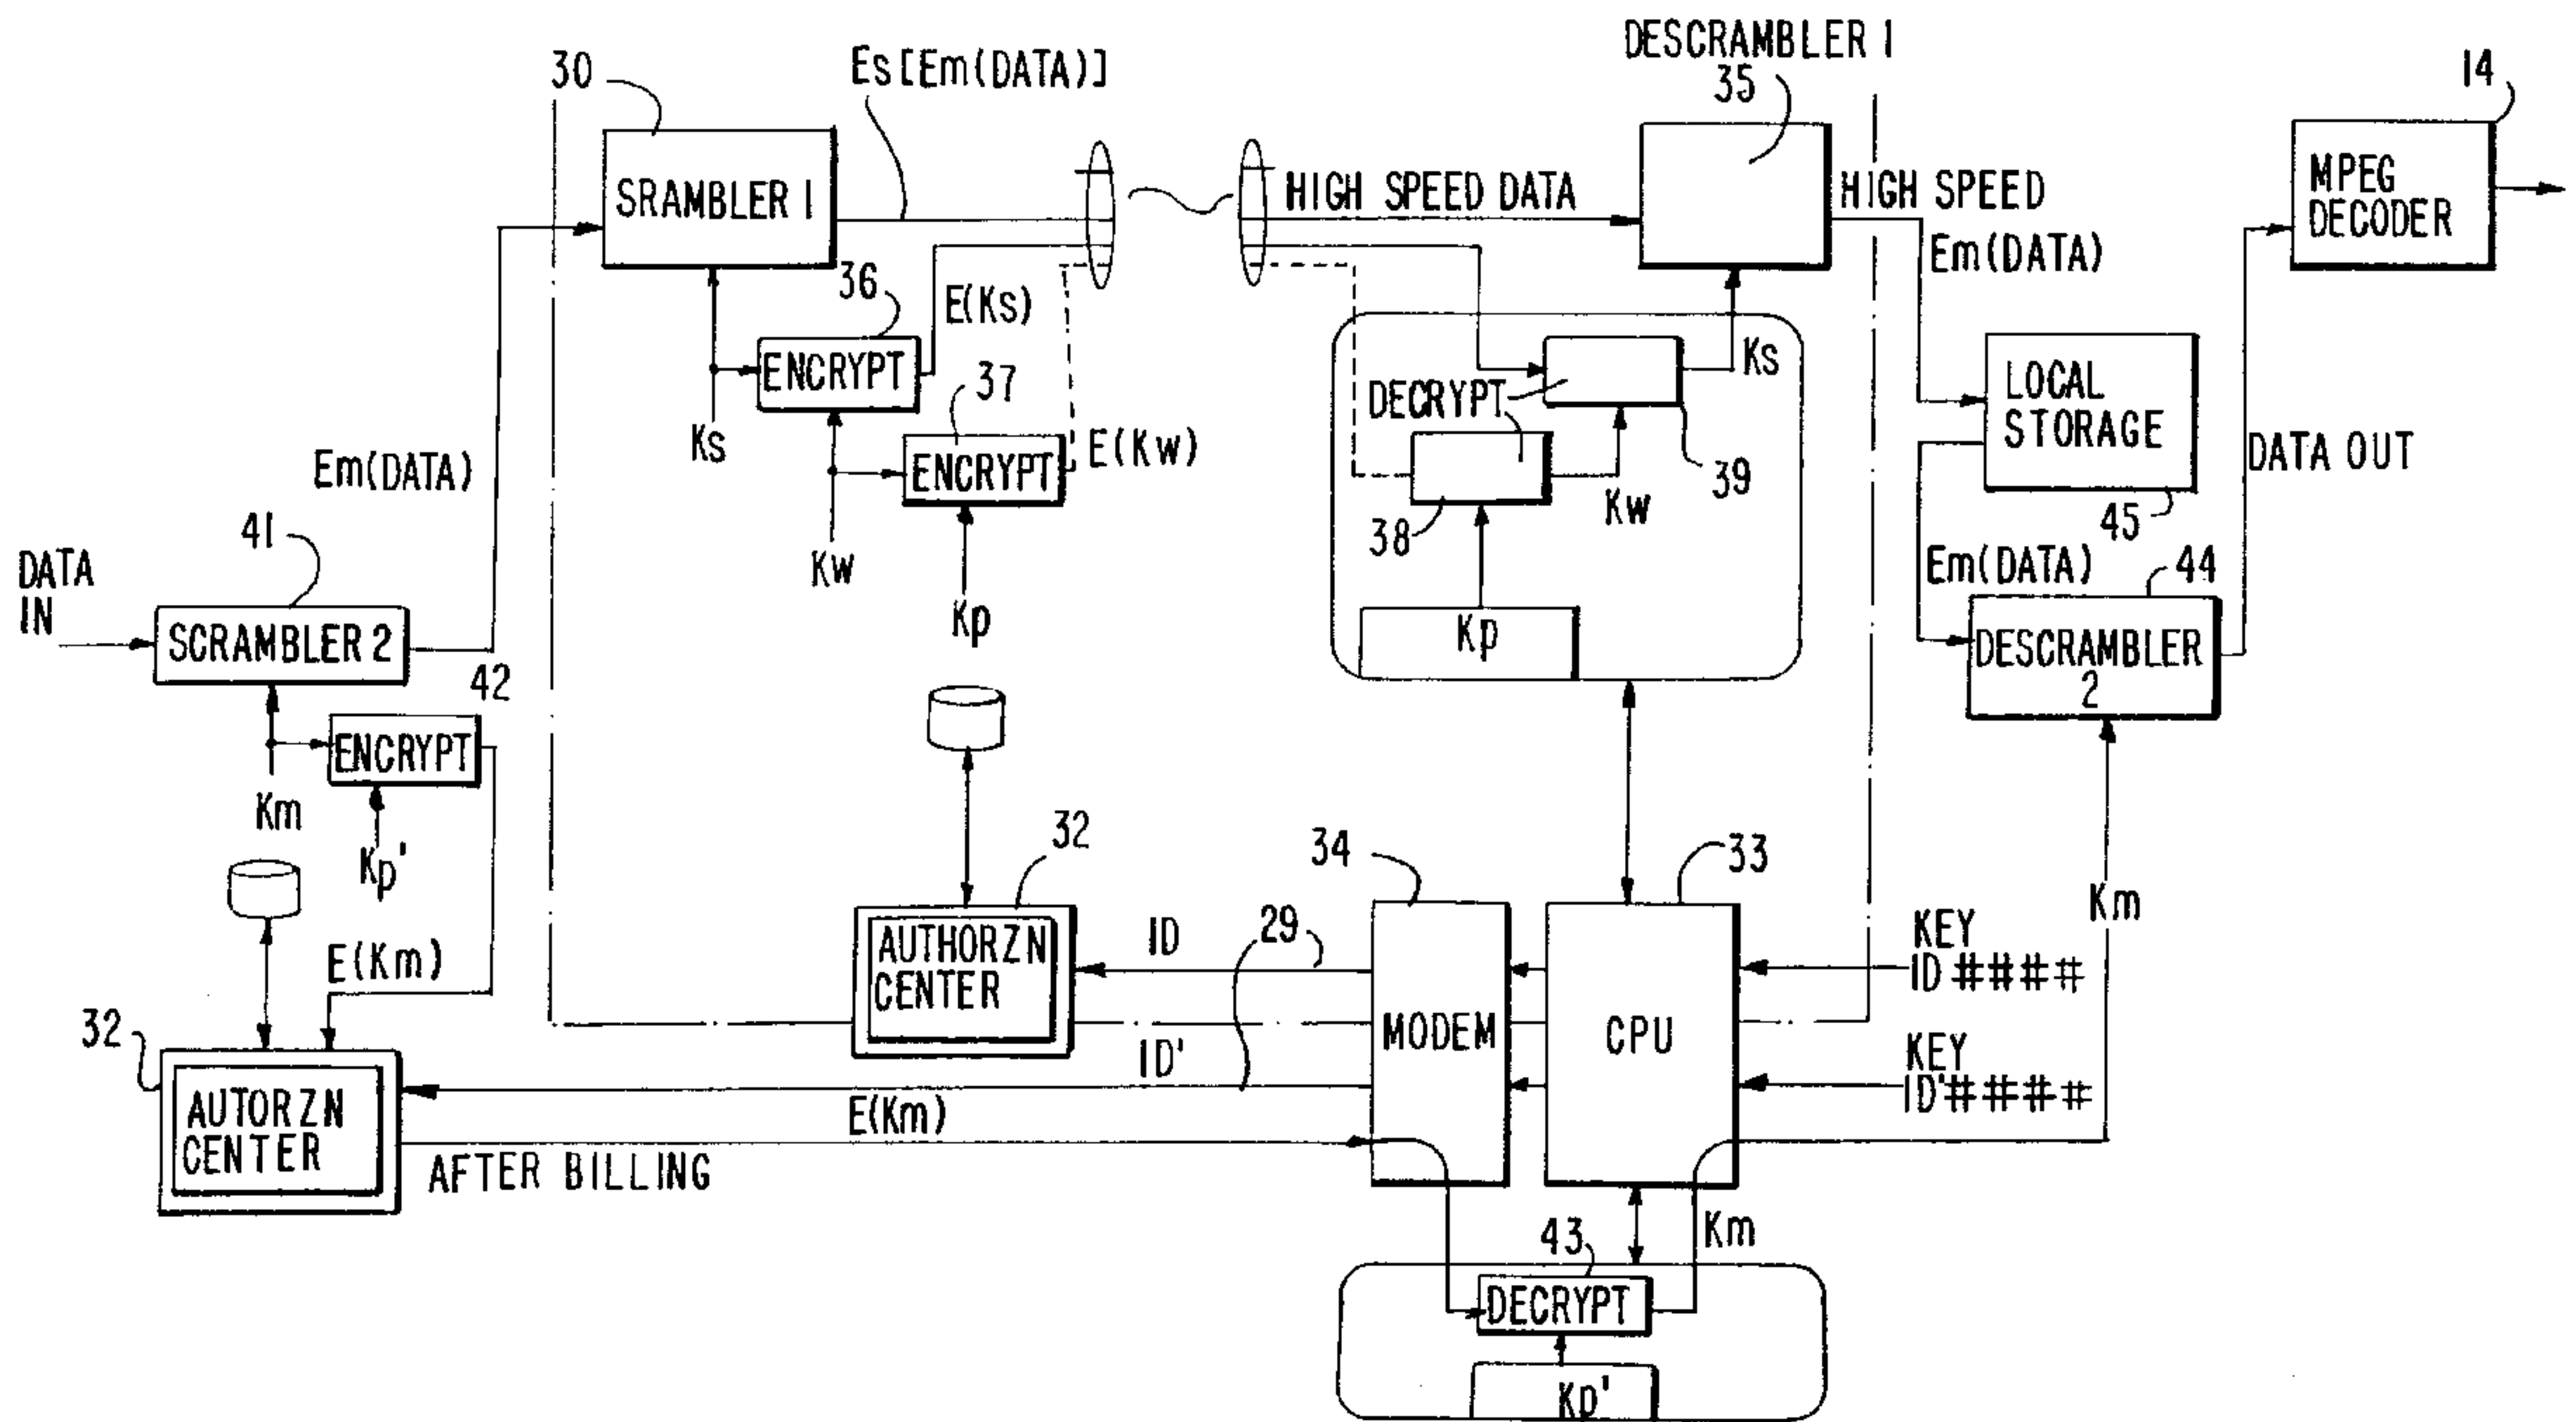 DESCRAMBLER 1
35
30
Es[Em(DATA)]
14
SRAMBLER 1
HIGH SPEED DATA
HIGH SPEED
Em(DATA)
MPEG
DECODER
36
E(Ks)
ENCRYPT
37
Ks
ENCRYPT
E(Kw)
Kw
Kp
DECRYPT
Ks
39
38
Kw
Kp
LOCAL
STORAGE
45
DATA OUT
Em(DATA)
44
DESCRAMBLER
2
Em(DATA)
41
DATA
IN
SCRAMBLER 2
42
ENCRYPT
Km
Kp'
E(Km)
32
AUTORZN
CENTER
32
AUTHORZN
CENTER
ID
29
ID'
E(Km)
AFTER BILLING
34
MODEM
33
CPU
KEY
ID ####
KEY
ID'####
Km
Km
43
DECRYPT
Kp'